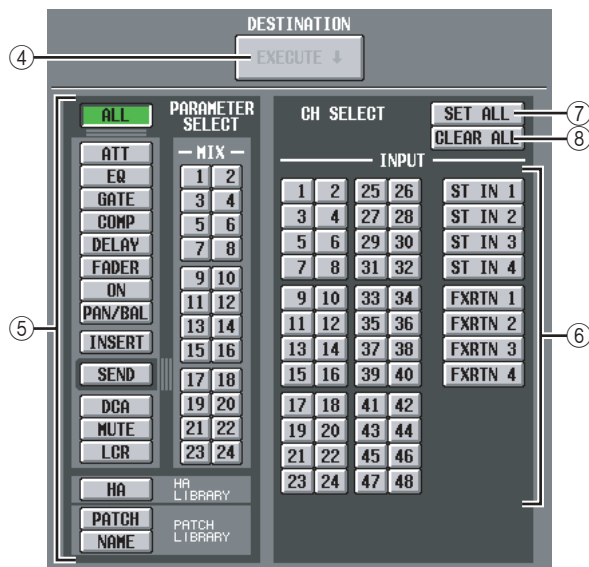 DESTINATION
④ EXECUTE ⬇
⑤
ALL
PARAMETER SELECT
ATT
EQ
GATE
COMP
DELAY
FADER
ON
PAN/BAL
INSERT
SEND
DCA
MUTE
LCR
HA
HA LIBRARY
PATCH
NAME
PATCH LIBRARY
MIX
1 2
3 4
5 6
7 8
9 10
11 12
13 14
15 16
17 18
19 20
21 22
23 24
CH SELECT
SET ALL ⑦
CLEAR ALL ⑧
INPUT
⑥
1 2 25 26 ST IN 1
3 4 27 28 ST IN 2
5 6 29 30 ST IN 3
7 8 31 32 ST IN 4
9 10 33 34 FXRTN 1
11 12 35 36 FXRTN 2
13 14 37 38 FXRTN 3
15 16 39 40 FXRTN 4
17 18 41 42
19 20 43 44
21 22 45 46
23 24 47 48